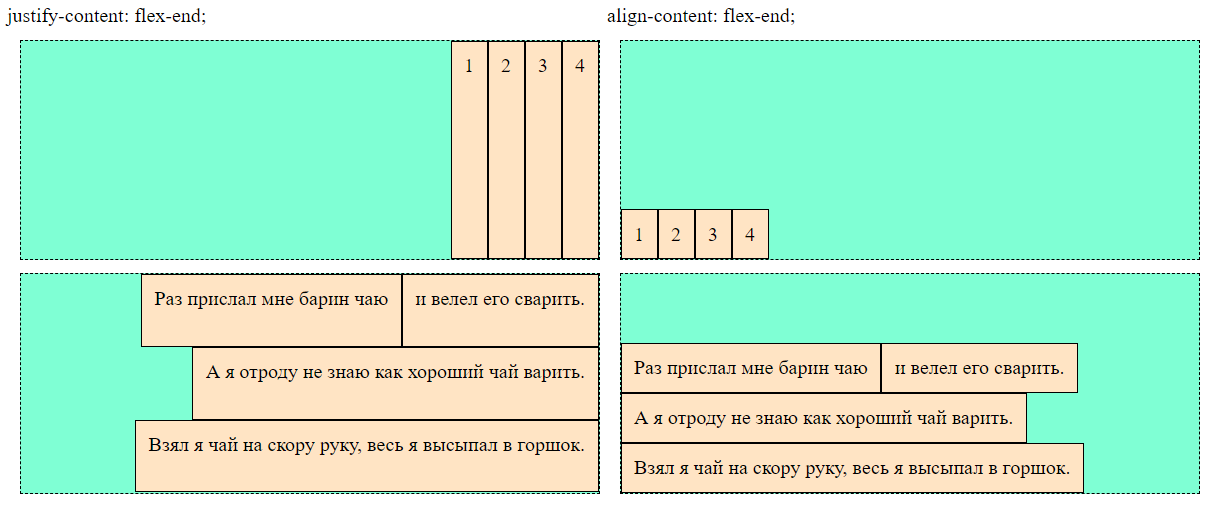 justify-content: flex-end;
1 2 3 4
Раз прислал мне барин чаю и велел его сварить.
А я отроду не знаю как хороший чай варить.
Взял я чай на скору руку, весь я высыпал в горшок.
align-content: flex-end;
1 2 3 4
Раз прислал мне барин чаю и велел его сварить.
А я отроду не знаю как хороший чай варить.
Взял я чай на скору руку, весь я высыпал в горшок.